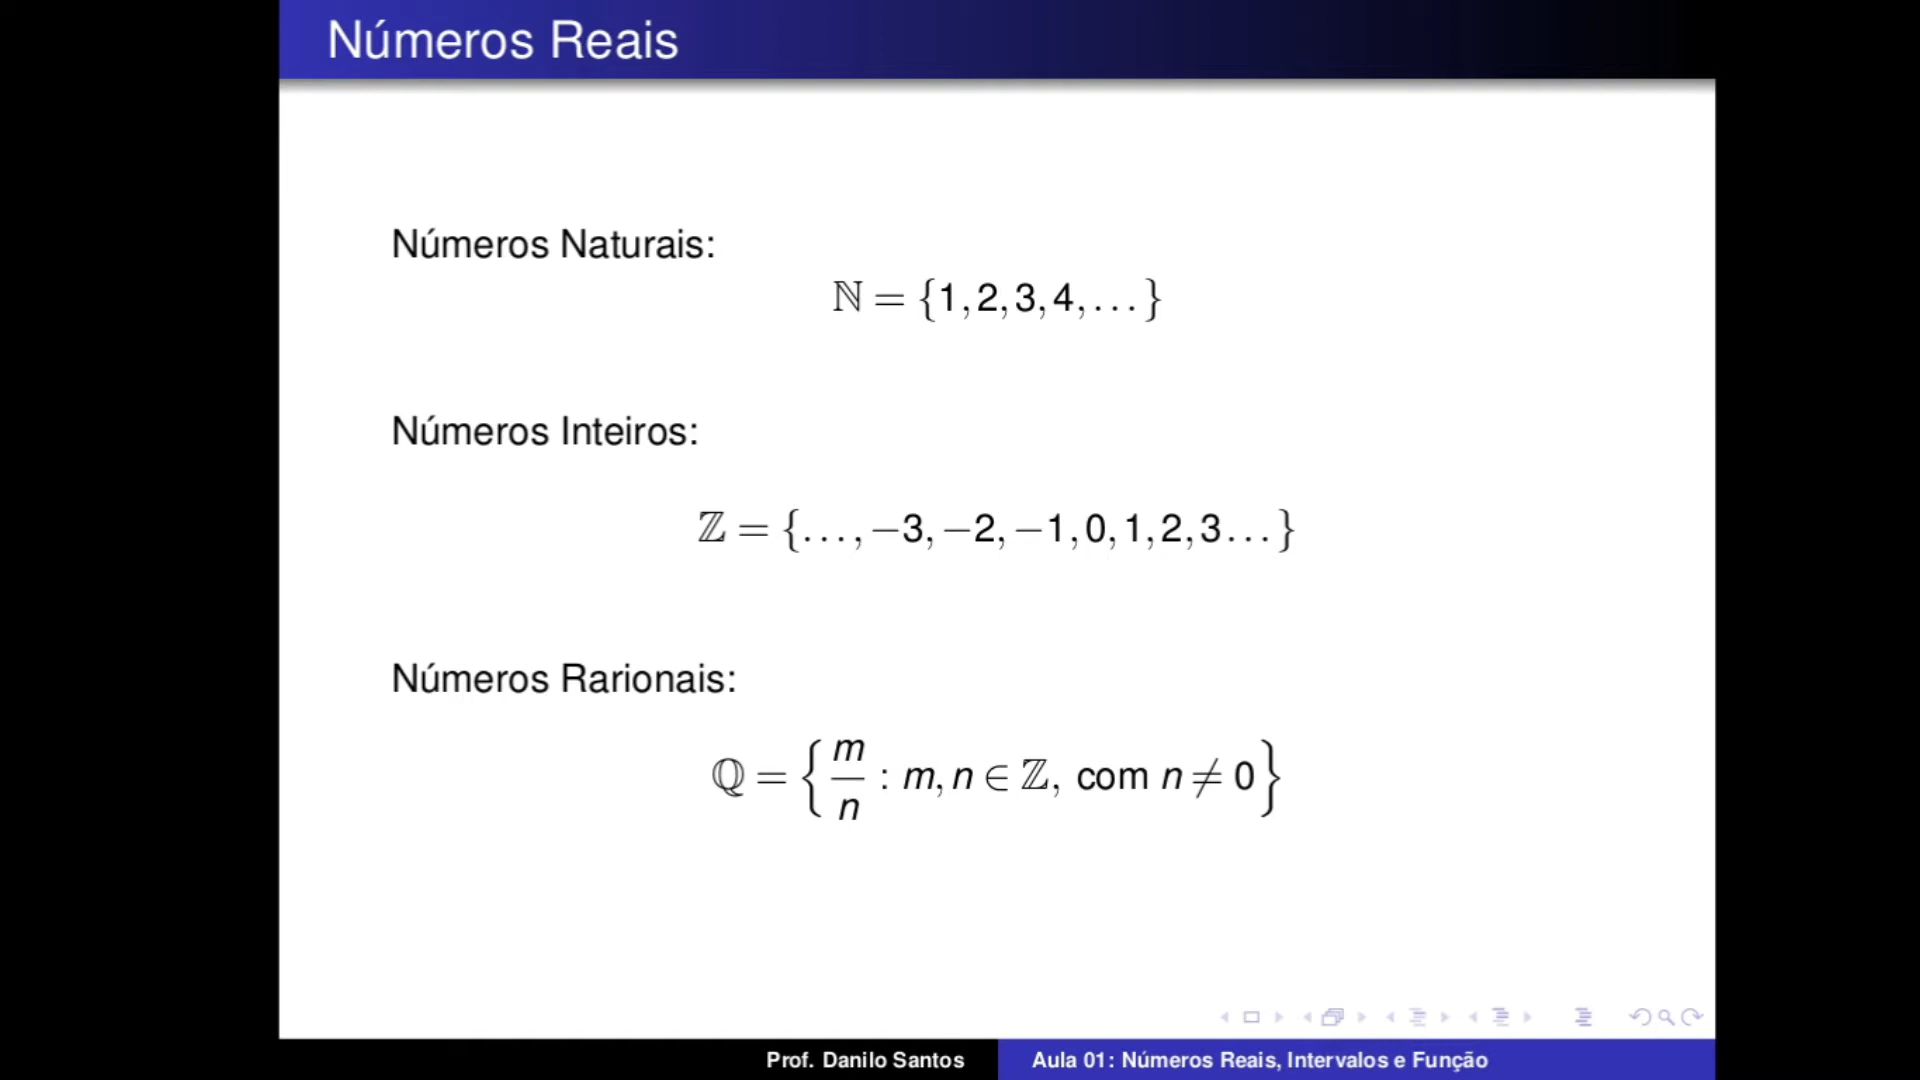 Números Reais
Números Naturais:
ℕ = {1, 2, 3, 4, . . . }
Números Inteiros:
ℤ = {. . . , −3, −2, −1, 0, 1, 2, 3 . . . }
Números Rarionais:
ℚ = { m/n : m, n ∈ ℤ, com n ≠ 0 }
Prof. Danilo Santos
Aula 01: Números Reais, Intervalos e Função